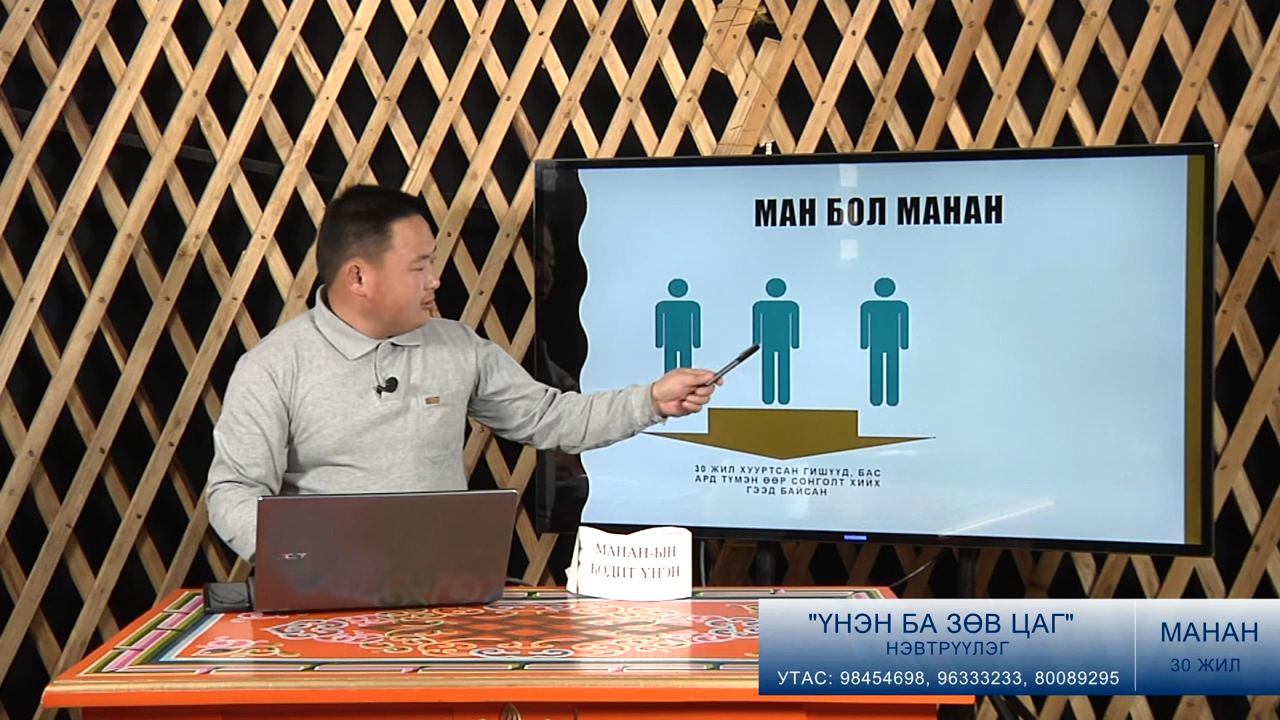 МАН БОЛ МАНАН
30 ЖИЛ ХУУРТСАН ГИШҮҮД, БАС
АРД ТҮМЭН ӨӨР СОНГОЛТ ХИЙХ
ГЭЭД БАЙСАН
МАНАН-ЫН
БОДИТ ҮНЭН
"ҮНЭН БА ЗӨВ ЦАГ"
НЭВТРҮҮЛЭГ
УТАС: 98454698, 96333233, 80089295
МАНАН
30 ЖИЛ